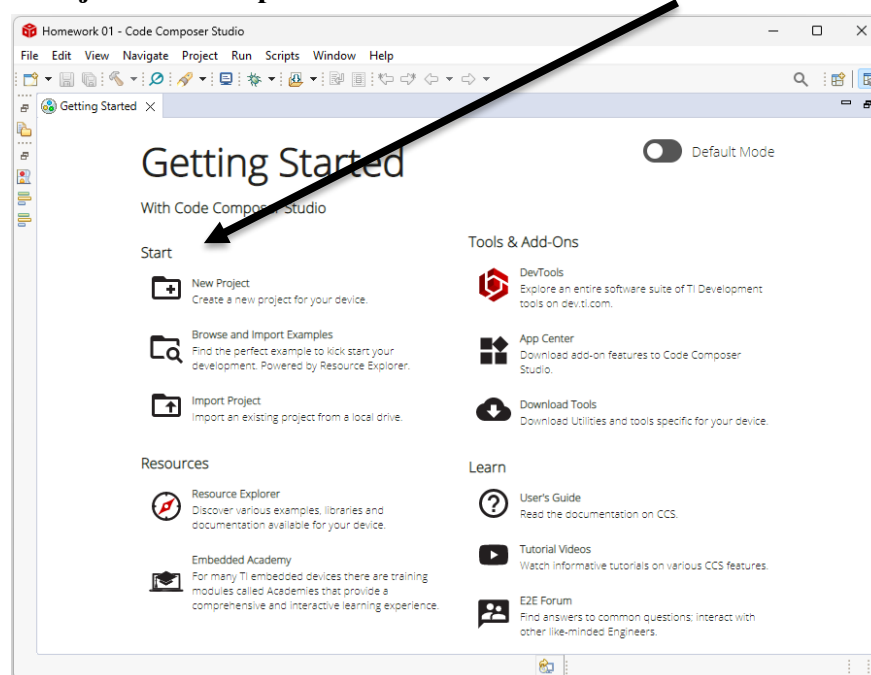 Homework 01 - Code Composer Studio
File Edit View Navigate Project Run Scripts Window Help
Getting Started
Getting Started
Default Mode
With Code Composer Studio
Start
New Project
Create a new project for your device.
Browse and Import Examples
Find the perfect example to kick start your
development. Powered by Resource Explorer.
Import Project
Import an existing project from a local drive.
Tools & Add-Ons
DevTools
Explore an entire software suite of TI Development
tools on dev.ti.com.
App Center
Download add-on features to Code Composer
Studio.
Download Tools
Download Utilities and tools specific for your device.
Resources
Resource Explorer
Discover various examples, libraries and
documentation available for your device.
Embedded Academy
For many TI embedded devices there are training
modules called Academies that provide a
comprehensive and interactive learning experience.
Learn
User's Guide
Read the documentation on CCS.
Tutorial Videos
Watch informative tutorials on various CCS features.
E2E Forum
Find answers to common questions; interact with
other like-minded Engineers.